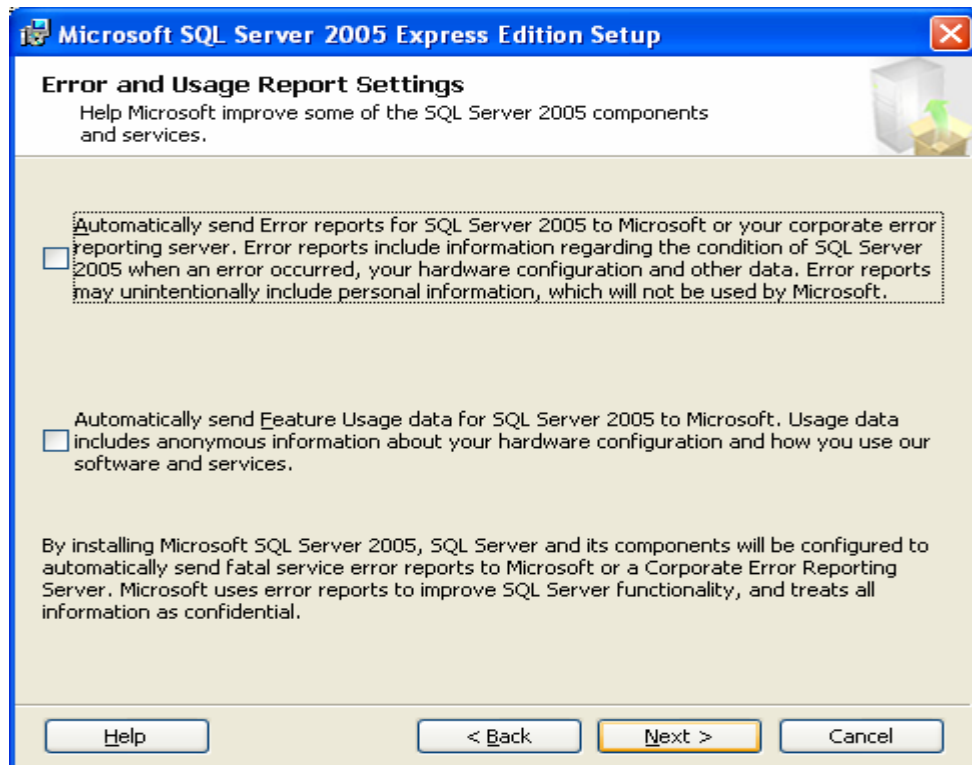 Microsoft SQL Server 2005 Express Edition Setup
Error and Usage Report Settings
Help Microsoft improve some of the SQL Server 2005 components
and services.
Automatically send Error reports for SQL Server 2005 to Microsoft or your corporate error
reporting server. Error reports include information regarding the condition of SQL Server
2005 when an error occurred, your hardware configuration and other data. Error reports
may unintentionally include personal information, which will not be used by Microsoft.
Automatically send Feature Usage data for SQL Server 2005 to Microsoft. Usage data
includes anonymous information about your hardware configuration and how you use our
software and services.
By installing Microsoft SQL Server 2005, SQL Server and its components will be configured to
automatically send fatal service error reports to Microsoft or a Corporate Error Reporting
Server. Microsoft uses error reports to improve SQL Server functionality, and treats all
information as confidential.
Help < Back Next > Cancel